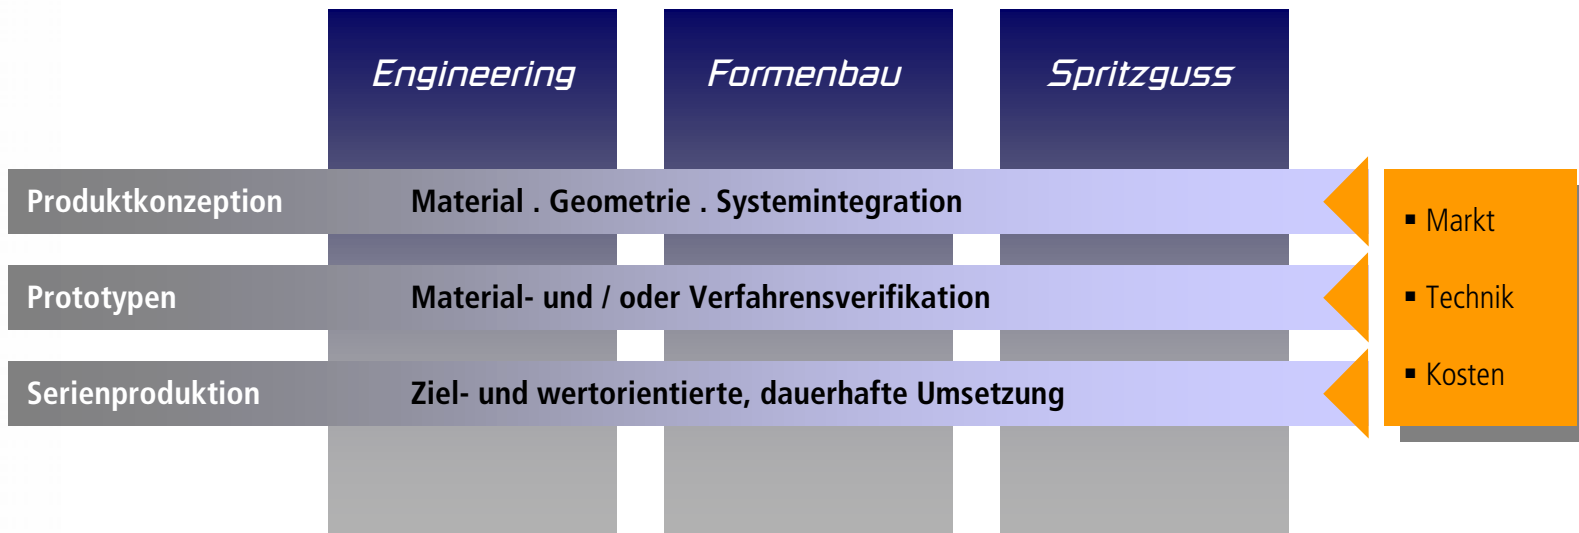 Engineering Formenbau Spritzguss
Produktkonzeption Material . Geometrie . Systemintegration
Prototypen Material- und / oder Verfahrensverifikation
Serienproduktion Ziel- und wertorientierte, dauerhafte Umsetzung
▪ Markt
▪ Technik
▪ Kosten